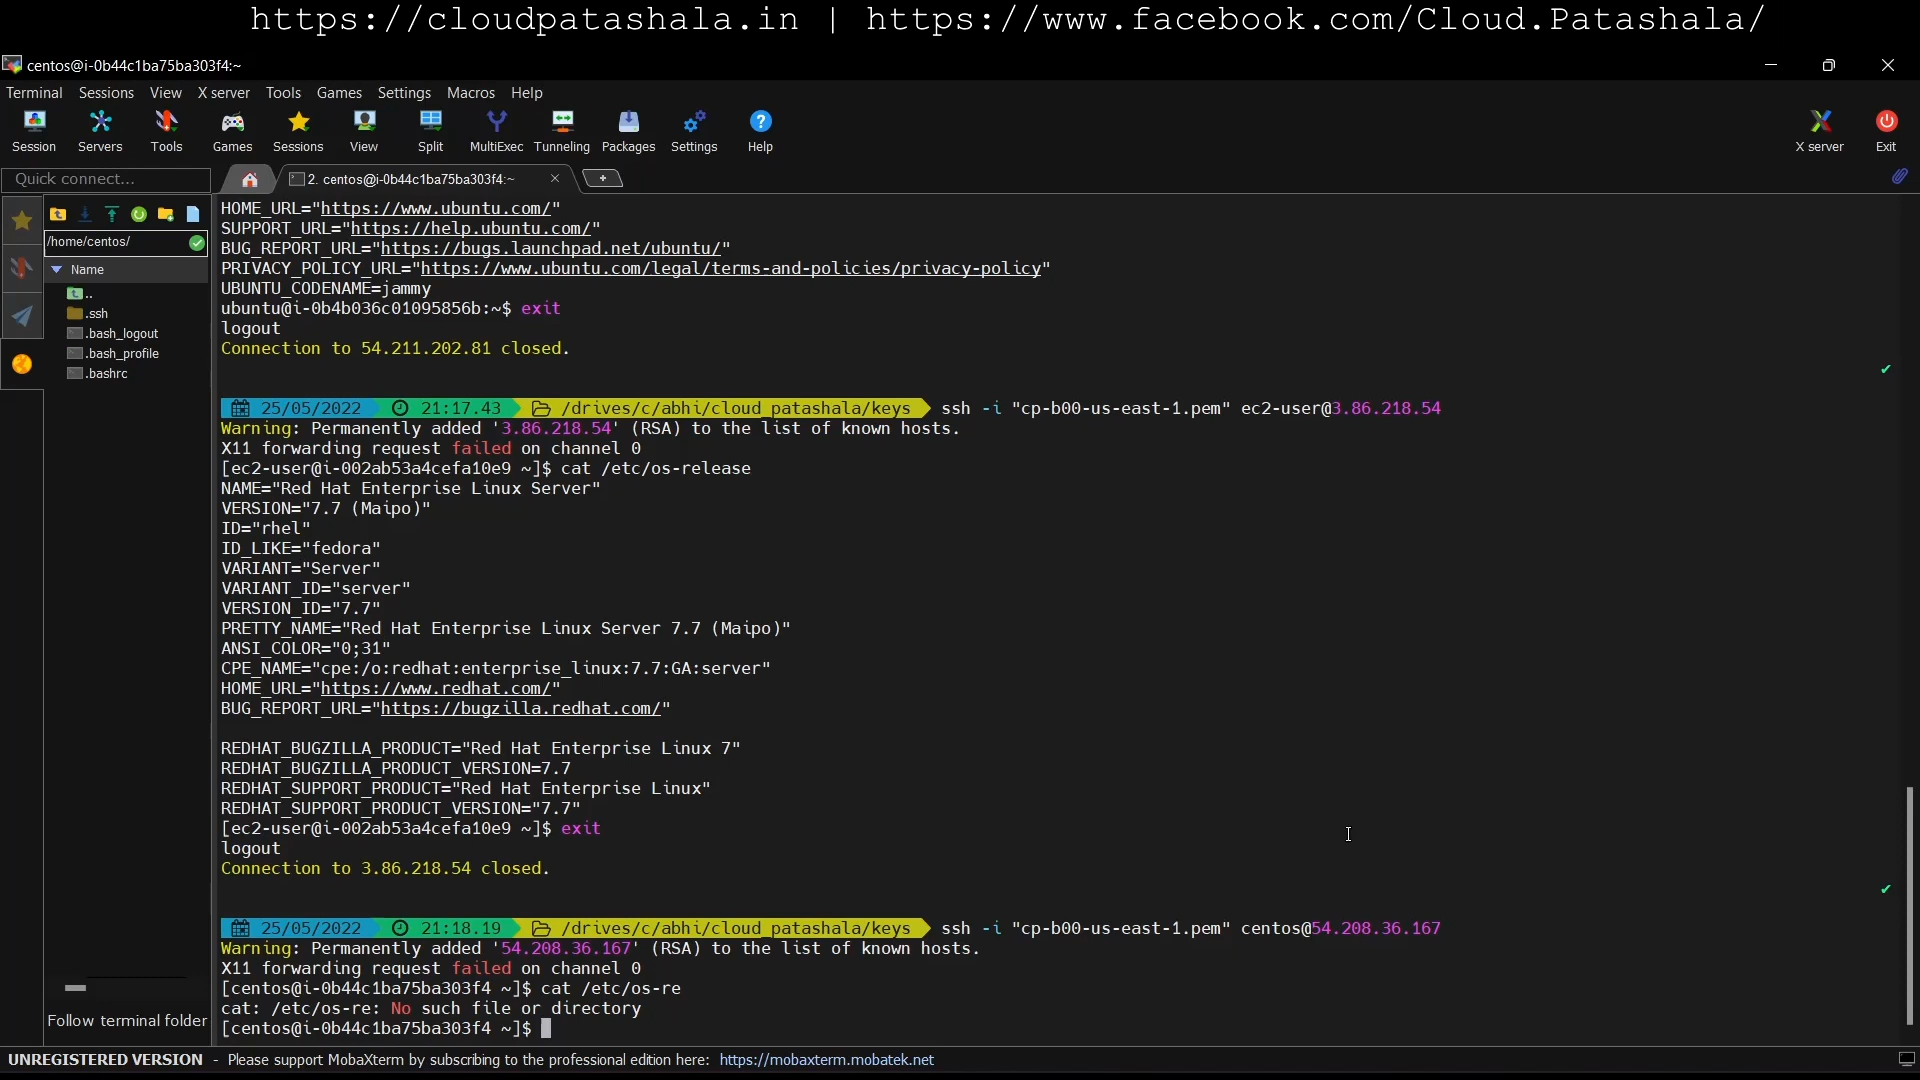 https://cloudpatashala.in | https://www.facebook.com/Cloud.Patashala/
centos@i-0b44c1ba75ba303f4:~
Terminal Sessions View X server Tools Games Settings Macros Help
Session Servers Tools Games Sessions View Split MultiExec Tunneling Packages Settings Help X server Exit
Quick connect...
2. centos@i-0b44c1ba75ba303f4:~
/home/centos/
Name
..
.ssh
.bash_logout
.bash_profile
.bashrc
Follow terminal folder
HOME_URL="https://www.ubuntu.com/"
SUPPORT_URL="https://help.ubuntu.com/"
BUG_REPORT_URL="https://bugs.launchpad.net/ubuntu/"
PRIVACY_POLICY_URL="https://www.ubuntu.com/legal/terms-and-policies/privacy-policy"
UBUNTU_CODENAME=jammy
ubuntu@i-0b4b036c01095856b:~$ exit
logout
Connection to 54.211.202.81 closed.
25/05/2022 21:17.43 /drives/c/abhi/cloud_patashala/keys ssh -i "cp-b00-us-east-1.pem" ec2-user@3.86.218.54
Warning: Permanently added '3.86.218.54' (RSA) to the list of known hosts.
X11 forwarding request failed on channel 0
[ec2-user@i-002ab53a4cefa10e9 ~]$ cat /etc/os-release
NAME="Red Hat Enterprise Linux Server"
VERSION="7.7 (Maipo)"
ID="rhel"
ID_LIKE="fedora"
VARIANT="Server"
VARIANT_ID="server"
VERSION_ID="7.7"
PRETTY_NAME="Red Hat Enterprise Linux Server 7.7 (Maipo)"
ANSI_COLOR="0;31"
CPE_NAME="cpe:/o:redhat:enterprise_linux:7.7:GA:server"
HOME_URL="https://www.redhat.com/"
BUG_REPORT_URL="https://bugzilla.redhat.com/"
REDHAT_BUGZILLA_PRODUCT="Red Hat Enterprise Linux 7"
REDHAT_BUGZILLA_PRODUCT_VERSION=7.7
REDHAT_SUPPORT_PRODUCT="Red Hat Enterprise Linux"
REDHAT_SUPPORT_PRODUCT_VERSION="7.7"
[ec2-user@i-002ab53a4cefa10e9 ~]$ exit
logout
Connection to 3.86.218.54 closed.
25/05/2022 21:18.19 /drives/c/abhi/cloud_patashala/keys ssh -i "cp-b00-us-east-1.pem" centos@54.208.36.167
Warning: Permanently added '54.208.36.167' (RSA) to the list of known hosts.
X11 forwarding request failed on channel 0
[centos@i-0b44c1ba75ba303f4 ~]$ cat /etc/os-re
cat: /etc/os-re: No such file or directory
[centos@i-0b44c1ba75ba303f4 ~]$
UNREGISTERED VERSION - Please support MobaXterm by subscribing to the professional edition here: https://mobaxterm.mobatek.net